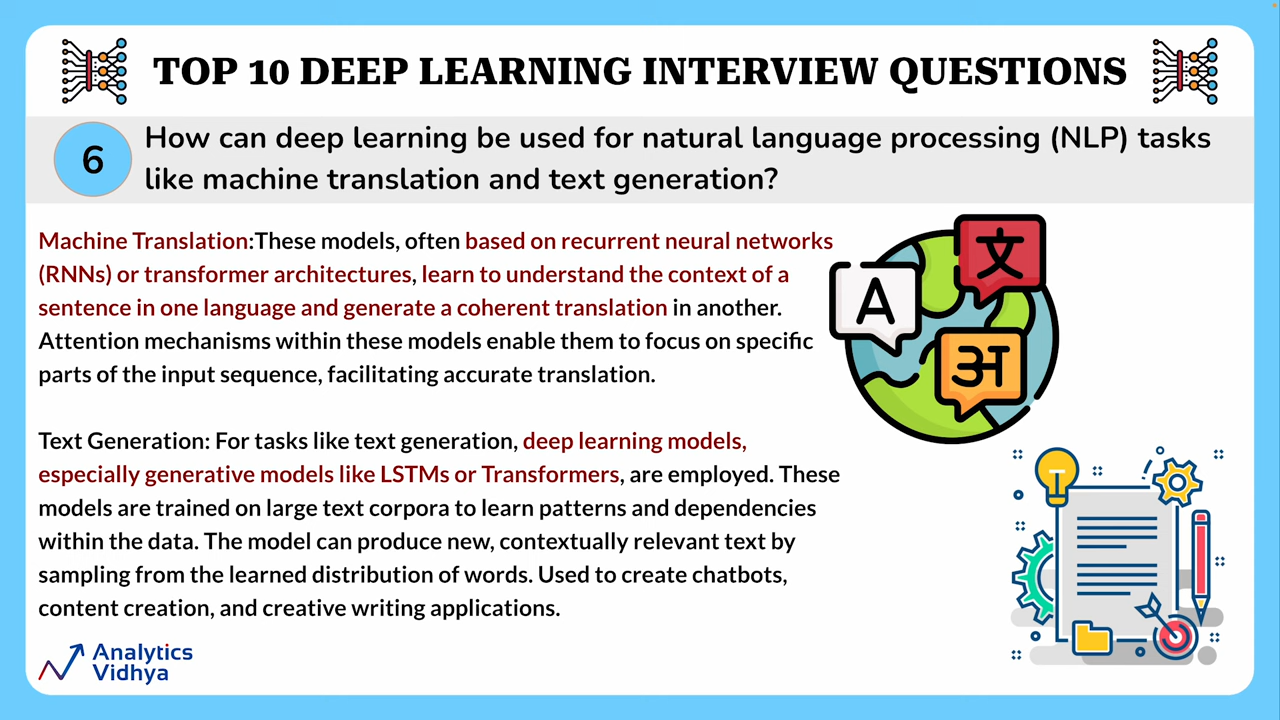 TOP 10 DEEP LEARNING INTERVIEW QUESTIONS
6
How can deep learning be used for natural language processing (NLP) tasks
like machine translation and text generation?
Machine Translation:These models, often based on recurrent neural networks
(RNNs) or transformer architectures, learn to understand the context of a
sentence in one language and generate a coherent translation in another.
Attention mechanisms within these models enable them to focus on specific
parts of the input sequence, facilitating accurate translation.
Text Generation: For tasks like text generation, deep learning models,
especially generative models like LSTMs or Transformers, are employed. These
models are trained on large text corpora to learn patterns and dependencies
within the data. The model can produce new, contextually relevant text by
sampling from the learned distribution of words. Used to create chatbots,
content creation, and creative writing applications.
文
A
अ
Analytics
Vidhya